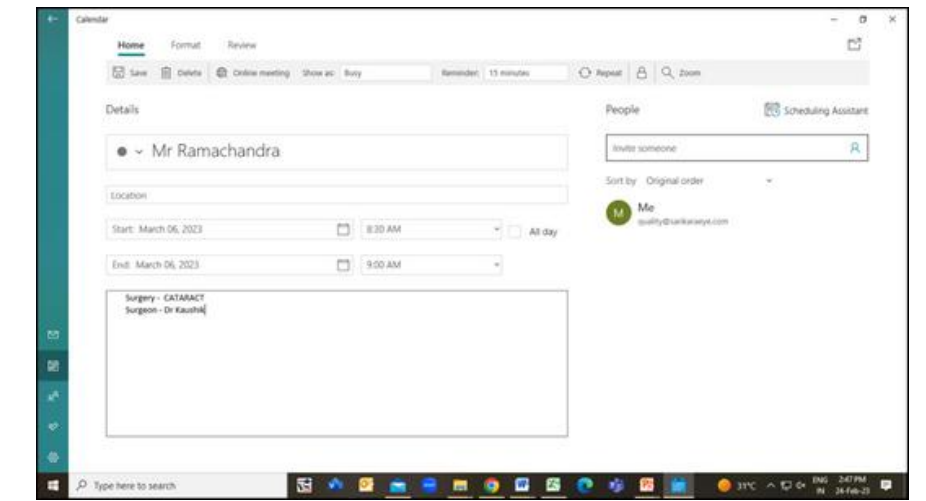 Calendar
Home Format Review
Save Delete Online meeting Show as: Busy Reminder: 15 minutes Repeat Zoom
Details
People Scheduling Assistant
Mr Ramachandra
Invite someone
Location
Sort by Original order
Me
M
quality@sankaraeye.com
Start: March 06, 2023 8:30 AM All day
End: March 06, 2023 9:00 AM
Surgery - CATARACT
Surgeon - Dr Kaushik
Type here to search
31°C ENG 2:47 PM
IN 24-Feb-23